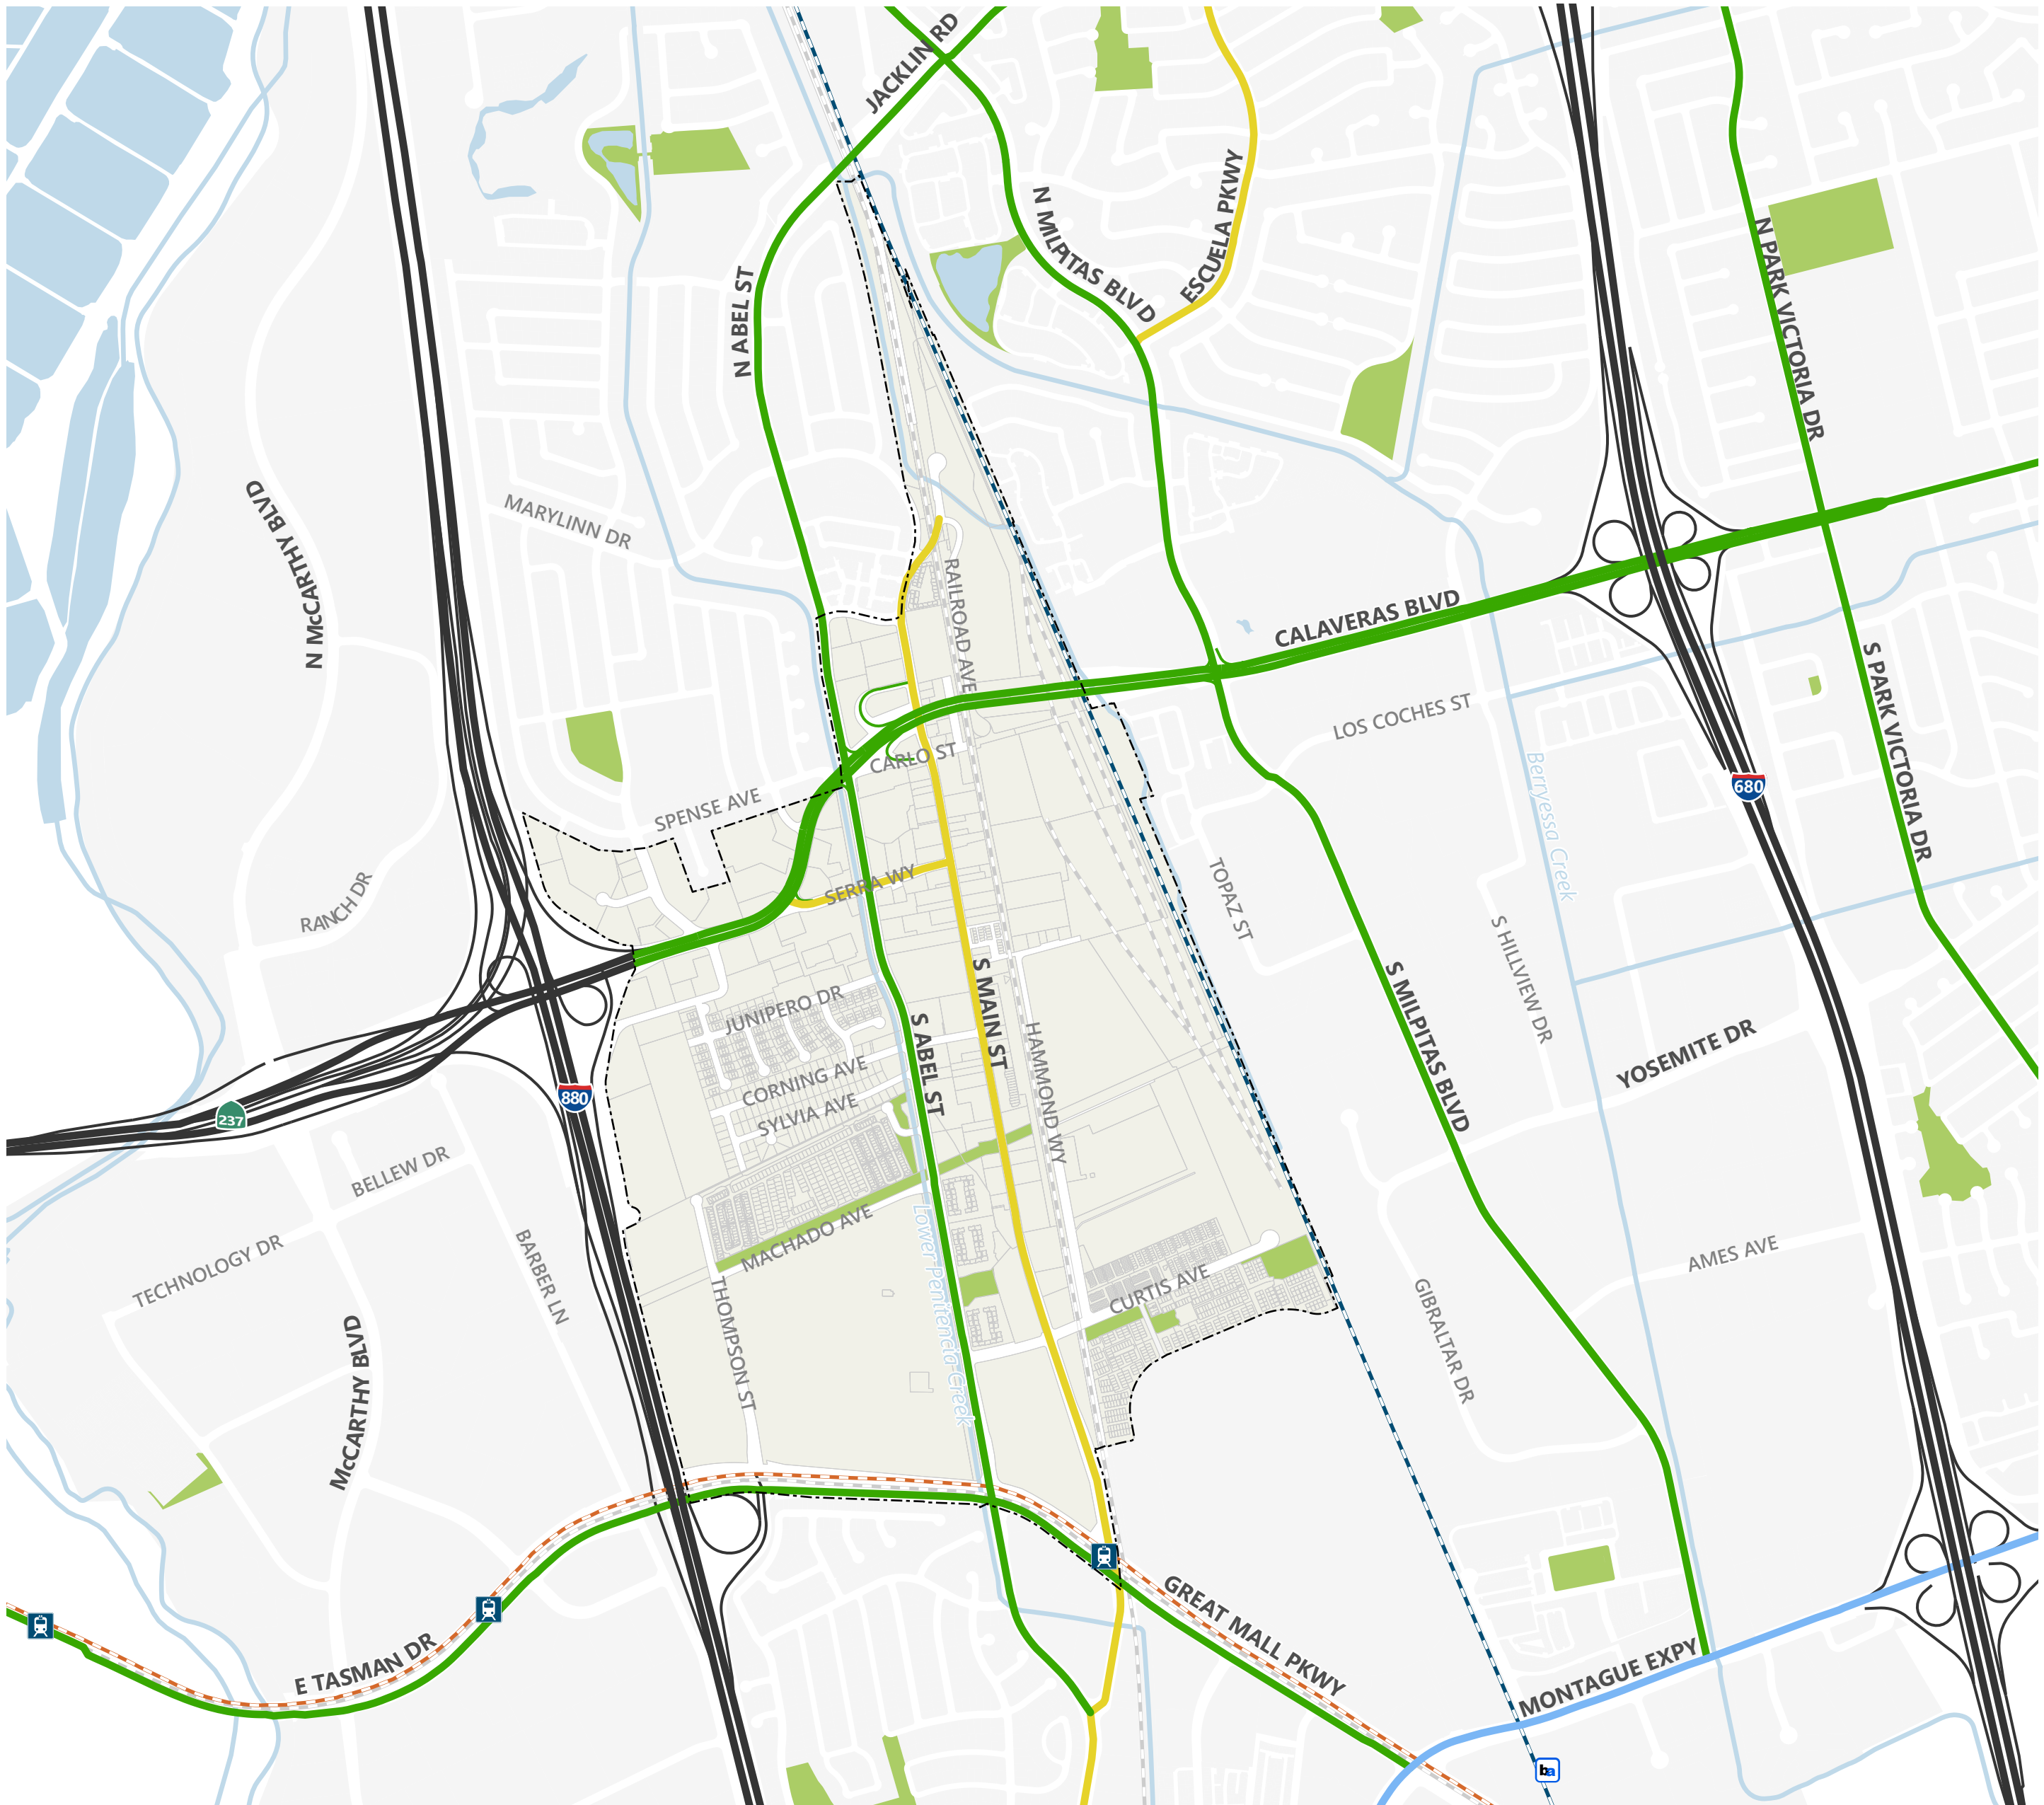 JACKLIN RD
N MILPITAS BLVD
ESCUELA PKWY
N PARK VICTORIA DR
N ABEL ST
N McCARTHY BLVD
MARYLINN DR
RAILROAD AVE
CALAVERAS BLVD
LOS COCHES ST
S PARK VICTORIA DR
CARLO ST
SPENSE AVE
680
Berryessa Creek
RANCH DR
SERRA WY
TOPAZ ST
S HILLVIEW DR
S MAIN ST
S MILPITAS BLVD
JUNIPERO DR
S ABEL ST
HAMMOND WY
YOSEMITE DR
CORNING AVE
880
237
SYLVIA AVE
BELLEW DR
MACHADO AVE
Lower Penitencia Creek
TECHNOLOGY DR
BARBER LN
AMES AVE
CURTIS AVE
THOMPSON ST
GIBRALTAR DR
McCARTHY BLVD
GREAT MALL PKWY
E TASMAN DR
MONTAGUE EXPY
ba